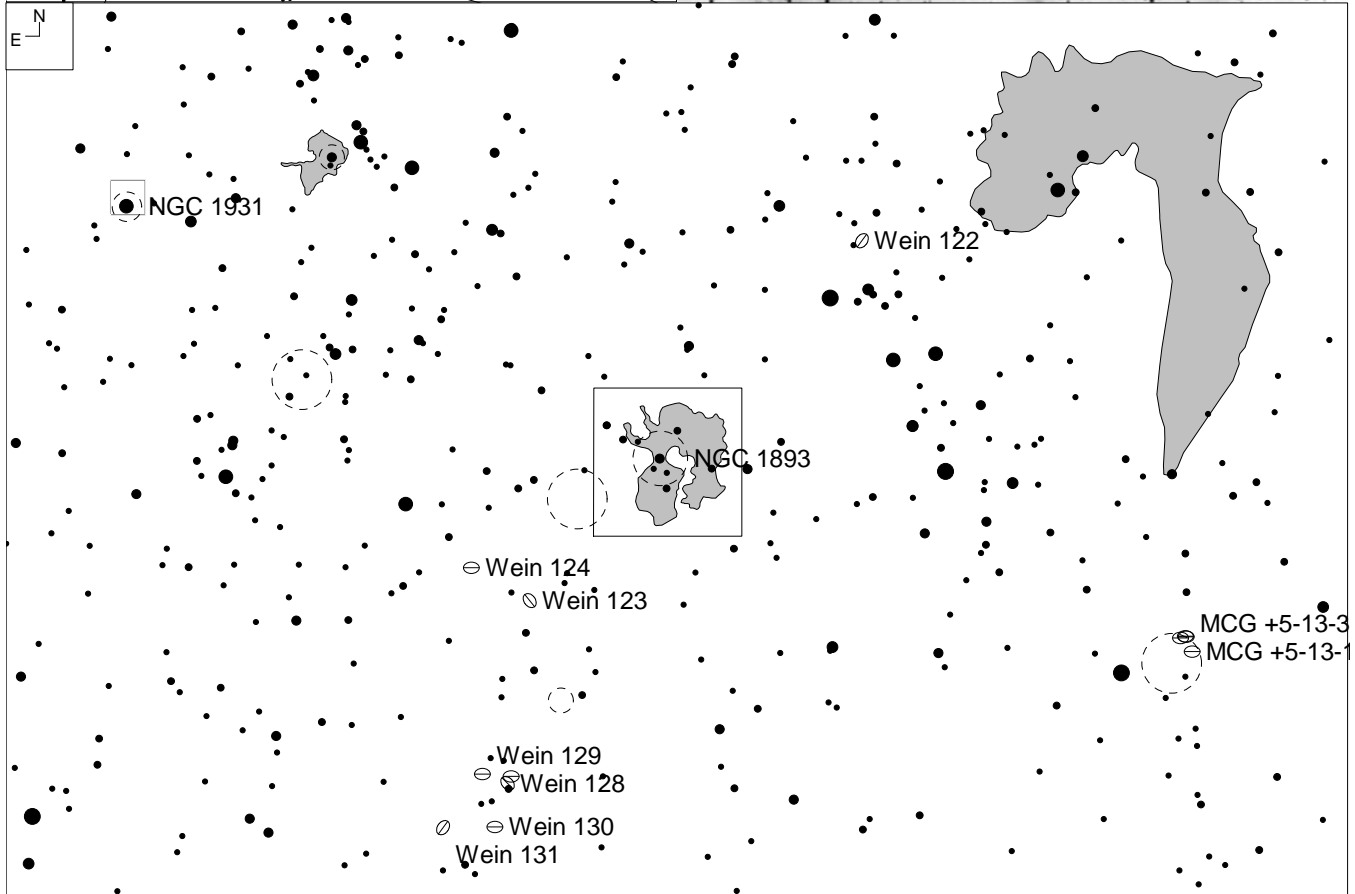 N
E
NGC 1931
Wein 122
NGC 1893
Wein 124
Wein 123
MCG +5-13-3
MCG +5-13-1
Wein 129
Wein 128
Wein 130
Wein 131